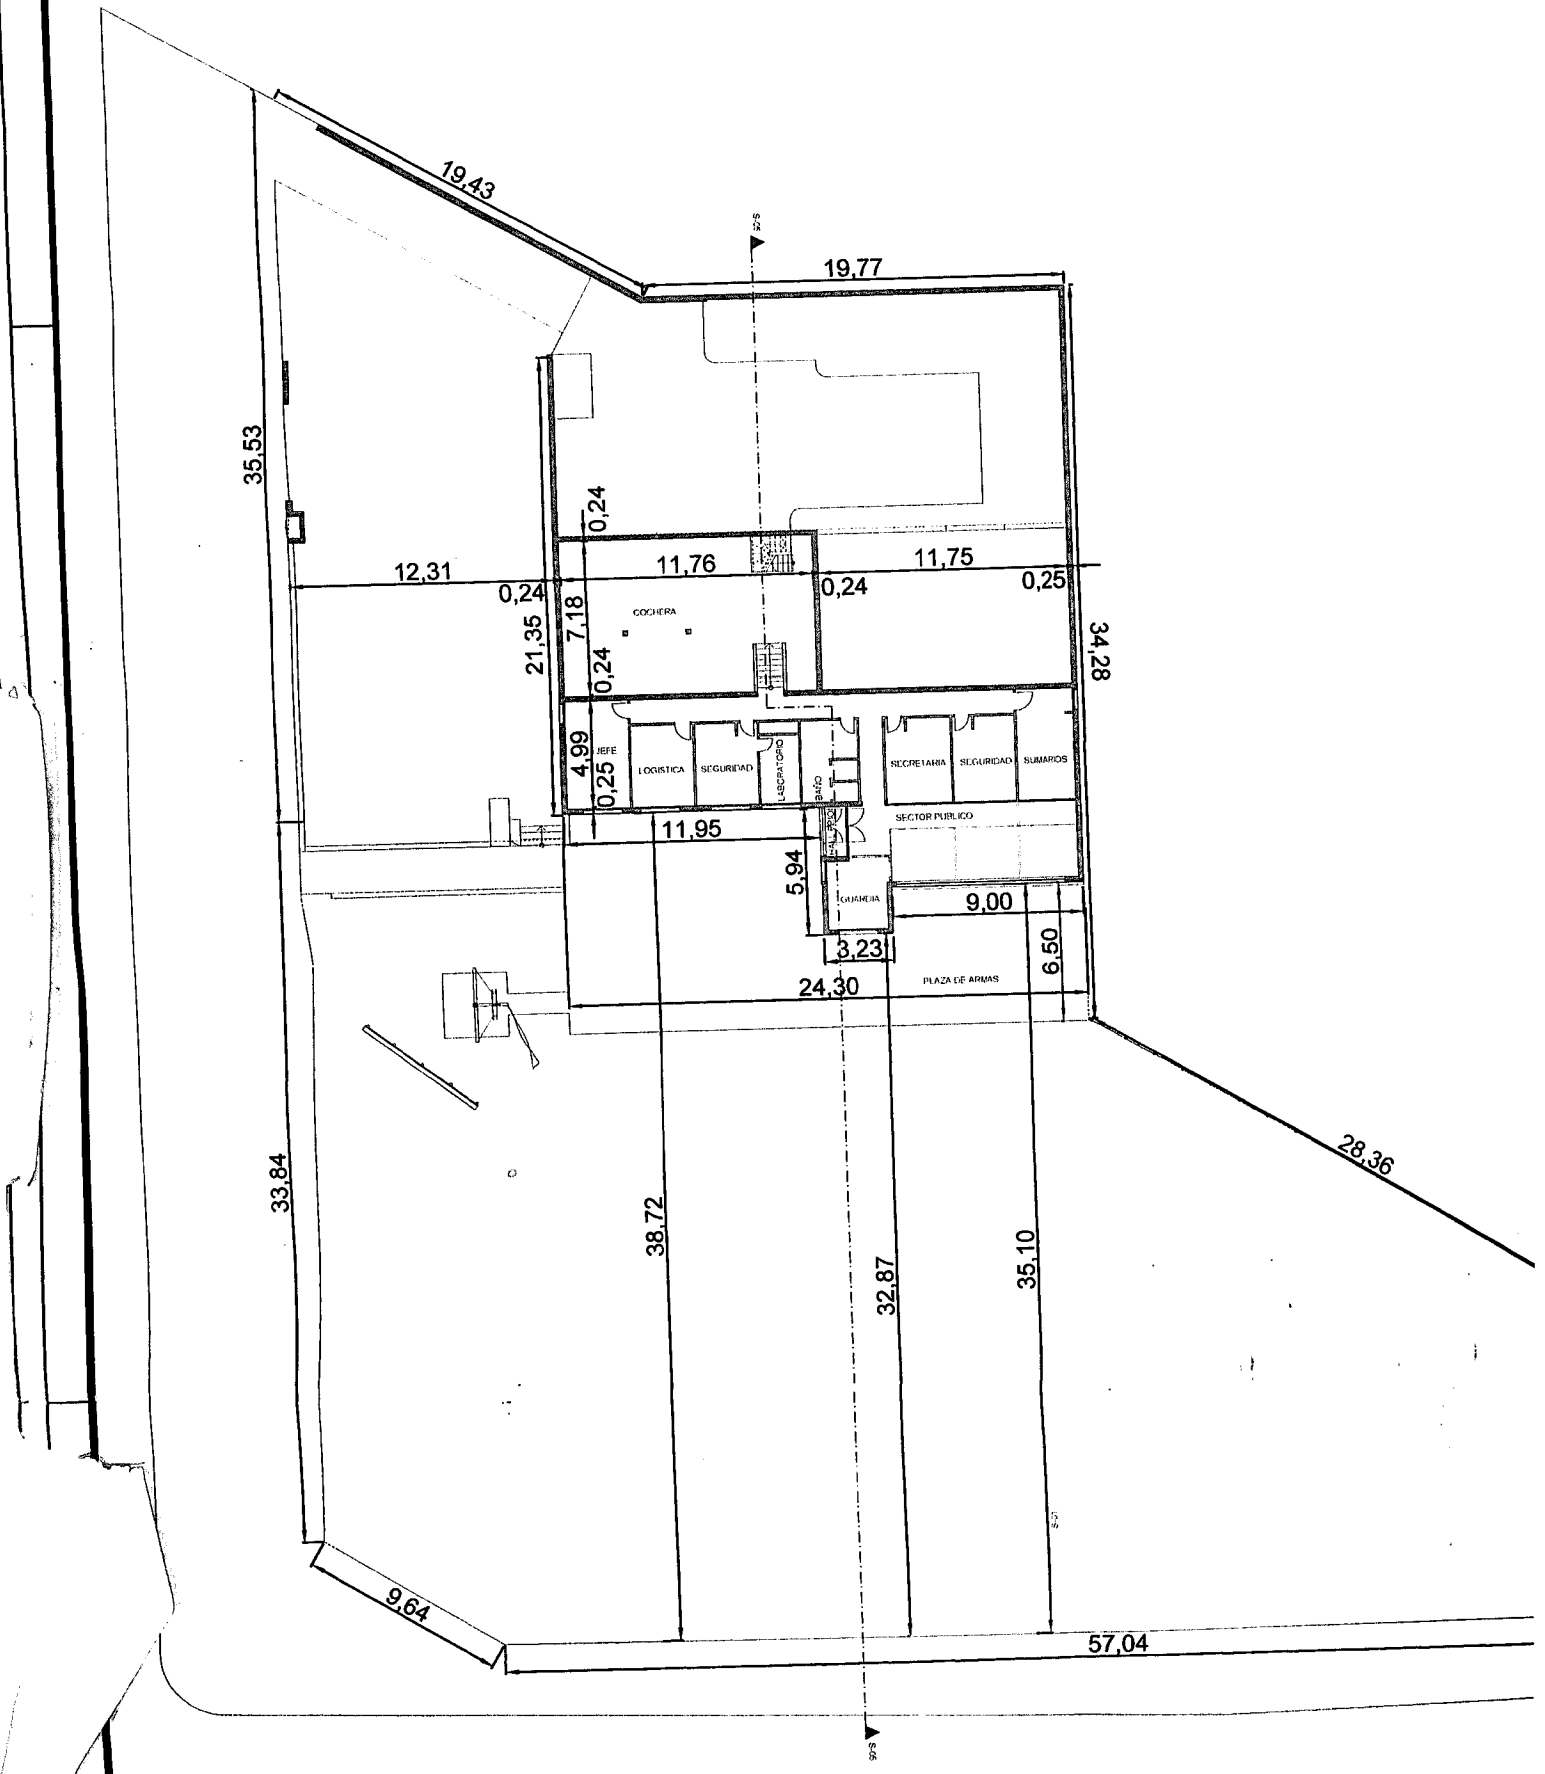 19,43
S-05
19,77
35,53
0,24
12,31
11,76
11,75
0,24
0,24
0,25
COCHERA
7,18
21,35
0,24
34,28
JEFE
4,99
0,25
LOGISTICA
SEGURIDAD
LABORATORIO
BAÑO
SECRETARIA
SEGURIDAD
SUMARIOS
SECTOR PUBLICO
11,95
5,94
GUARDIA
9,00
3,23
6,50
24,30
PLAZA DE ARMAS
28,36
33,84
38,72
32,87
35,10
S-01
9,64
57,04
S-05